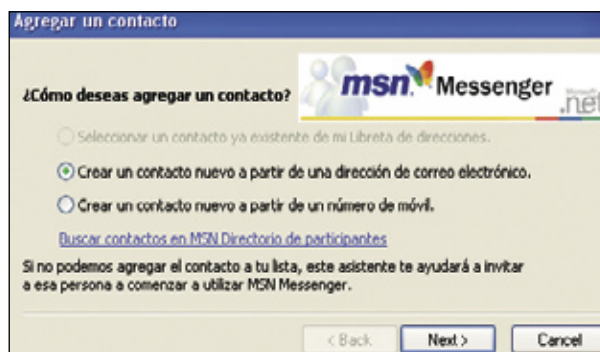 Agregar un contacto
msn Messenger
.net
¿Cómo deseas agregar un contacto?
Seleccionar un contacto ya existente de mi Libreta de direcciones.
Crear un contacto nuevo a partir de una dirección de correo electrónico.
Crear un contacto nuevo a partir de un número de móvil.
Buscar contactos en MSN Directorio de participantes
Si no podemos agregar el contacto a tu lista, este asistente te ayudará a invitar
a esa persona a comenzar a utilizar MSN Messenger.
< Back
Next >
Cancel